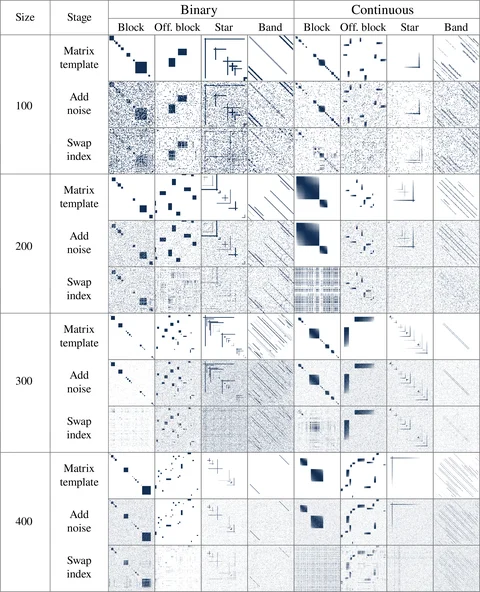 Size Stage Binary Continuous
Block Off. block Star Band Block Off. block Star Band
100
Matrix template
Add noise
Swap index
200
Matrix template
Add noise
Swap index
300
Matrix template
Add noise
Swap index
400
Matrix template
Add noise
Swap index